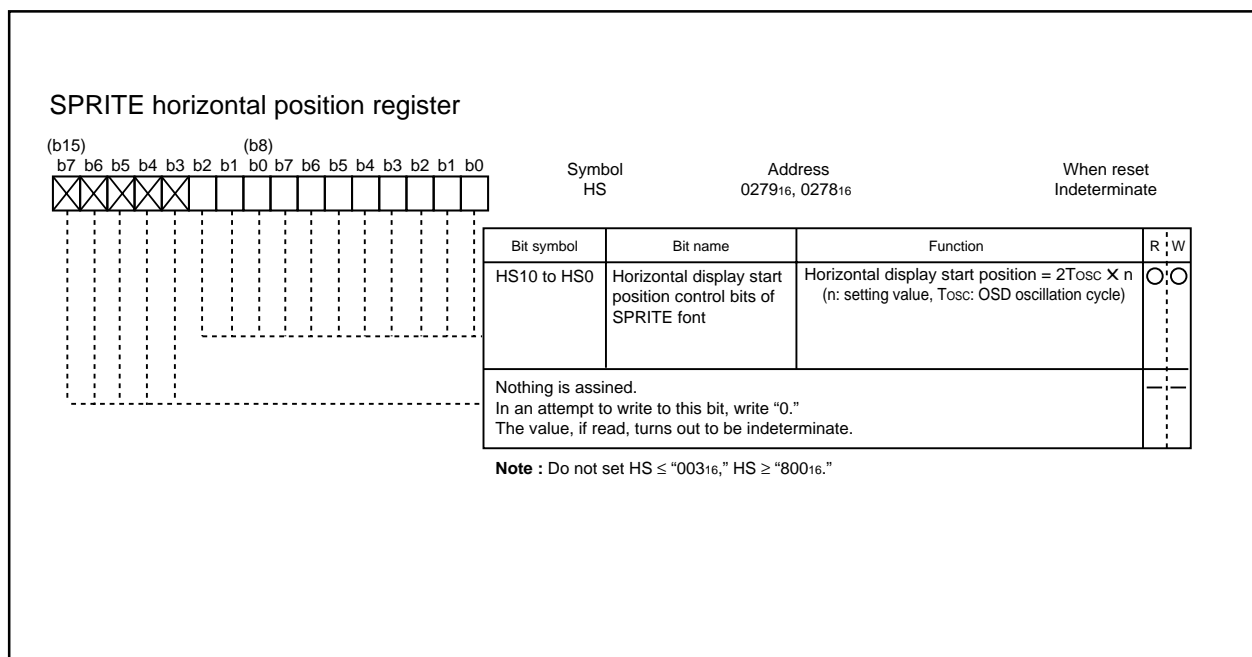 SPRITE horizontal position register
(b15) (b8)
b7 b6 b5 b4 b3 b2 b1 b0 b7 b6 b5 b4 b3 b2 b1 b0
Symbol Address When reset
HS 027916, 027816 Indeterminate
Bit symbol Bit name Function R W
HS10 to HS0 Horizontal display start Horizontal display start position = 2Tosc X n
position control bits of (n: setting value, Tosc: OSD oscillation cycle)
SPRITE font
Nothing is assined.
In an attempt to write to this bit, write “0.”
The value, if read, turns out to be indeterminate.
Note : Do not set HS ≤ “00316,” HS ≥ “80016.”